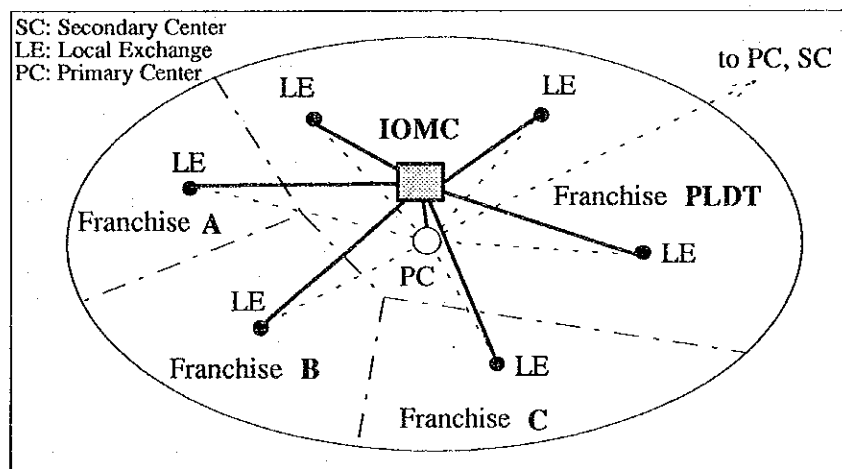 SC: Secondary Center
LE: Local Exchange
PC: Primary Center
to PC, SC
LE
LE
IOMC
LE
Franchise PLDT
Franchise A
LE
PC
LE
LE
Franchise B
Franchise C